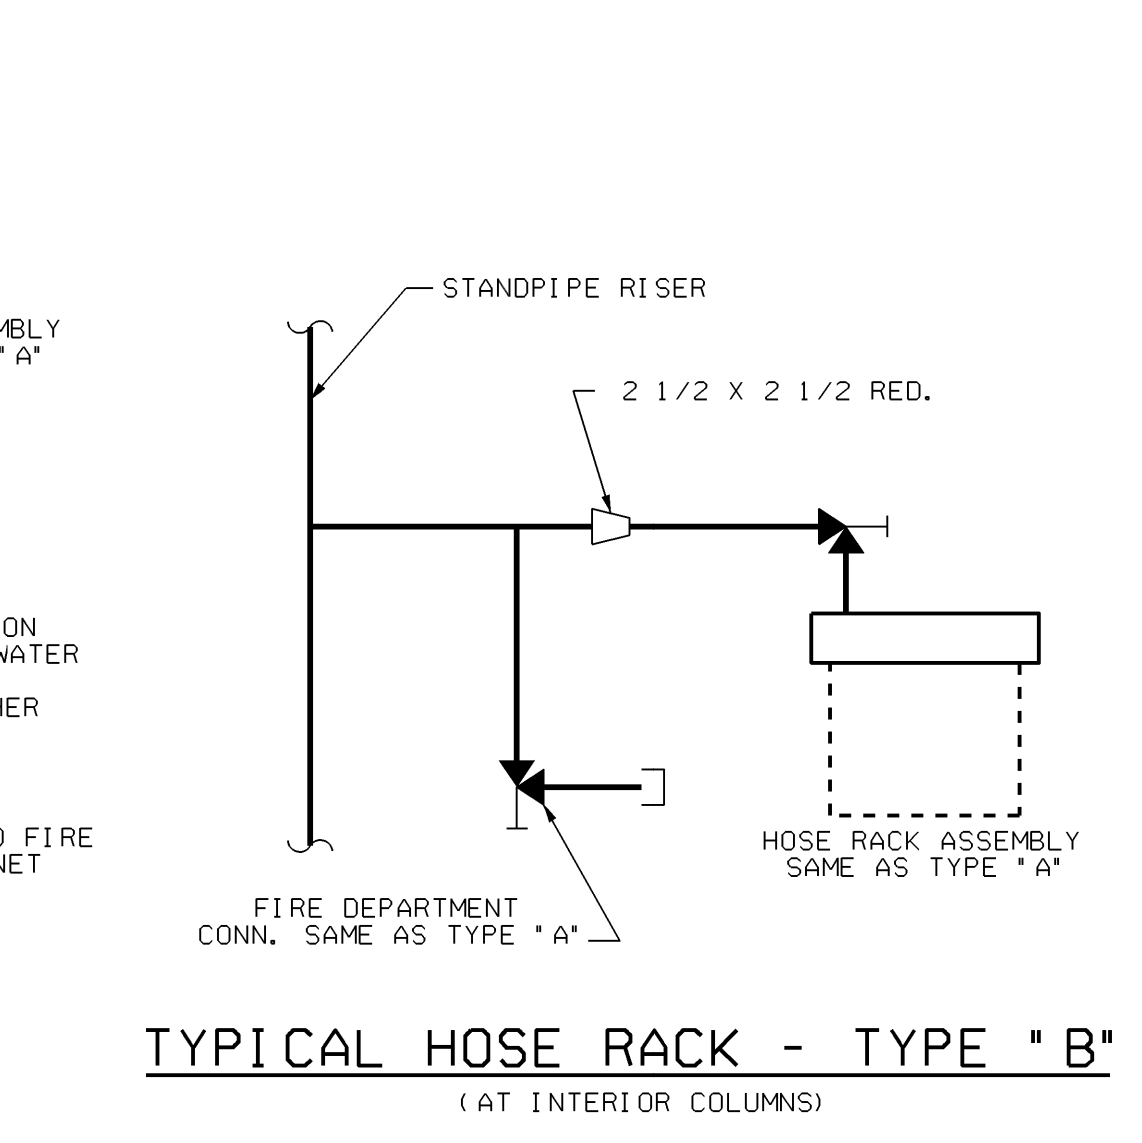 STANDPIPE RISER
MBLY
"A"
2 1/2 X 2 1/2 RED.
ON
WATER
HER
FIRE
NET
HOSE RACK ASSEMBLY
SAME AS TYPE "A"
FIRE DEPARTMENT
CONN. SAME AS TYPE "A"
TYPICAL HOSE RACK - TYPE "B"
(AT INTERIOR COLUMNS)